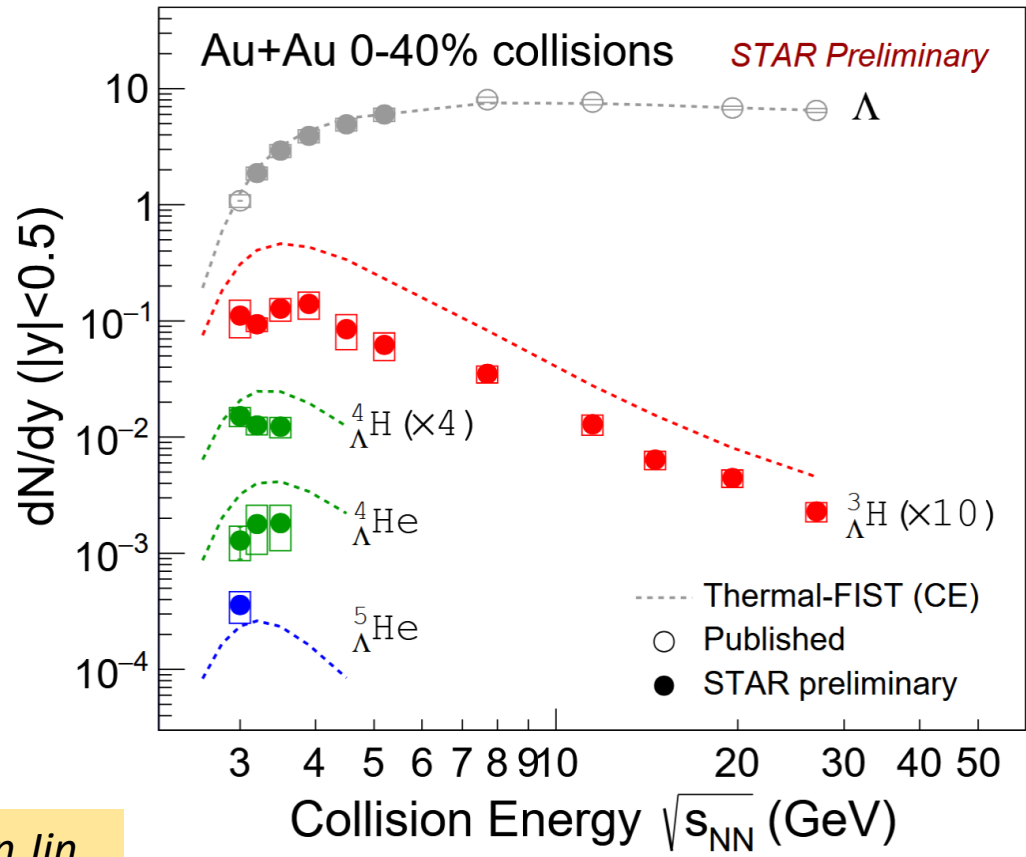 Au+Au 0-40% collisions STAR Preliminary
10
1
10⁻¹
10⁻²
10⁻³
10⁻⁴
dN/dy (|y|<0.5)
Λ
⁴ΛH (×4)
⁴ΛHe
³ΛH (×10)
⁵ΛHe
Thermal-FIST (CE)
Published
STAR preliminary
3 4 5 6 7 8 9 10 20 30 40 50
Collision Energy √sNN (GeV)